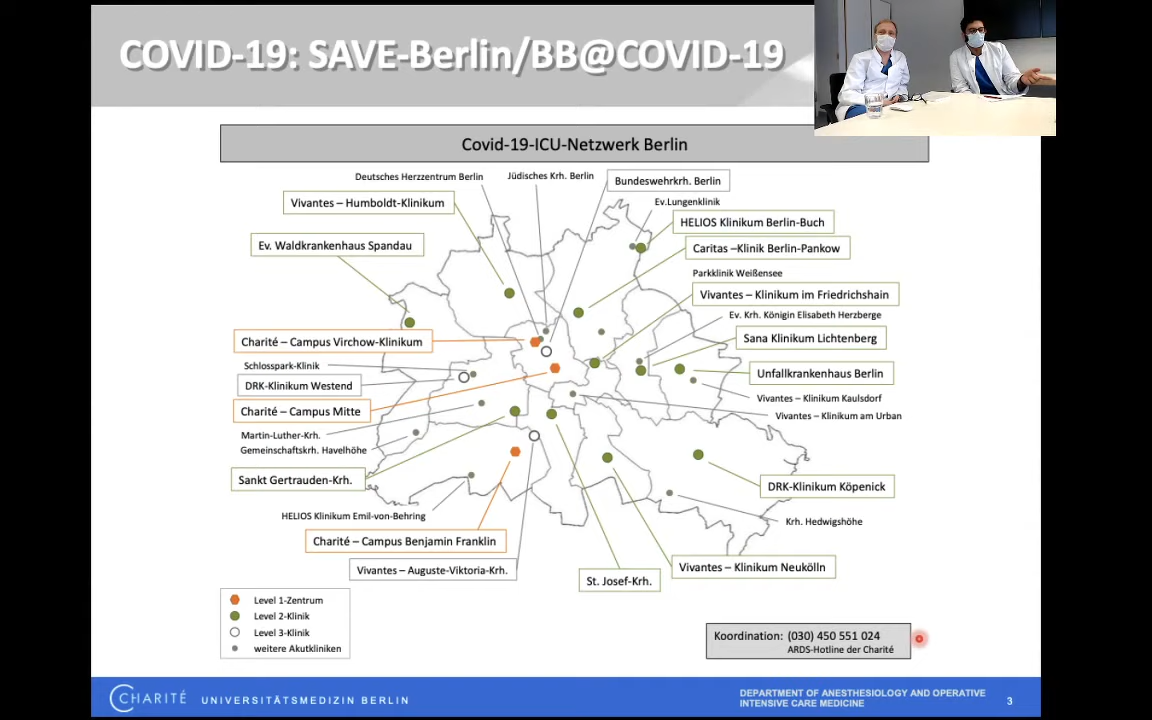 COVID-19: SAVE-Berlin/BB@COVID-19
Covid-19-ICU-Netzwerk Berlin
Deutsches Herzzentrum Berlin
Jüdisches Krh. Berlin
Bundeswehrkrh. Berlin
Vivantes – Humboldt-Klinikum
Ev.Lungenklinik
HELIOS Klinikum Berlin-Buch
Ev. Waldkrankenhaus Spandau
Caritas –Klinik Berlin-Pankow
Parkklinik Weißensee
Vivantes – Klinikum im Friedrichshain
Ev. Krh. Königin Elisabeth Herzberge
Charité – Campus Virchow-Klinikum
Sana Klinikum Lichtenberg
Schlosspark-Klinik
Unfallkrankenhaus Berlin
DRK-Klinikum Westend
Vivantes – Klinikum Kaulsdorf
Charité – Campus Mitte
Vivantes – Klinikum am Urban
Martin-Luther-Krh.
Gemeinschaftskrh. Havelhöhe
Sankt Gertrauden-Krh.
DRK-Klinikum Köpenick
HELIOS Klinikum Emil-von-Behring
Krh. Hedwigshöhe
Charité – Campus Benjamin Franklin
Vivantes – Auguste-Viktoria-Krh.
Vivantes – Klinikum Neukölln
St. Josef-Krh.
Level 1-Zentrum
Level 2-Klinik
Level 3-Klinik
weitere Akutkliniken
Koordination: (030) 450 551 024
ARDS-Hotline der Charité
CHARITÉ UNIVERSITÄTSMEDIZIN BERLIN
DEPARTMENT OF ANESTHESIOLOGY AND OPERATIVE
INTENSIVE CARE MEDICINE
3